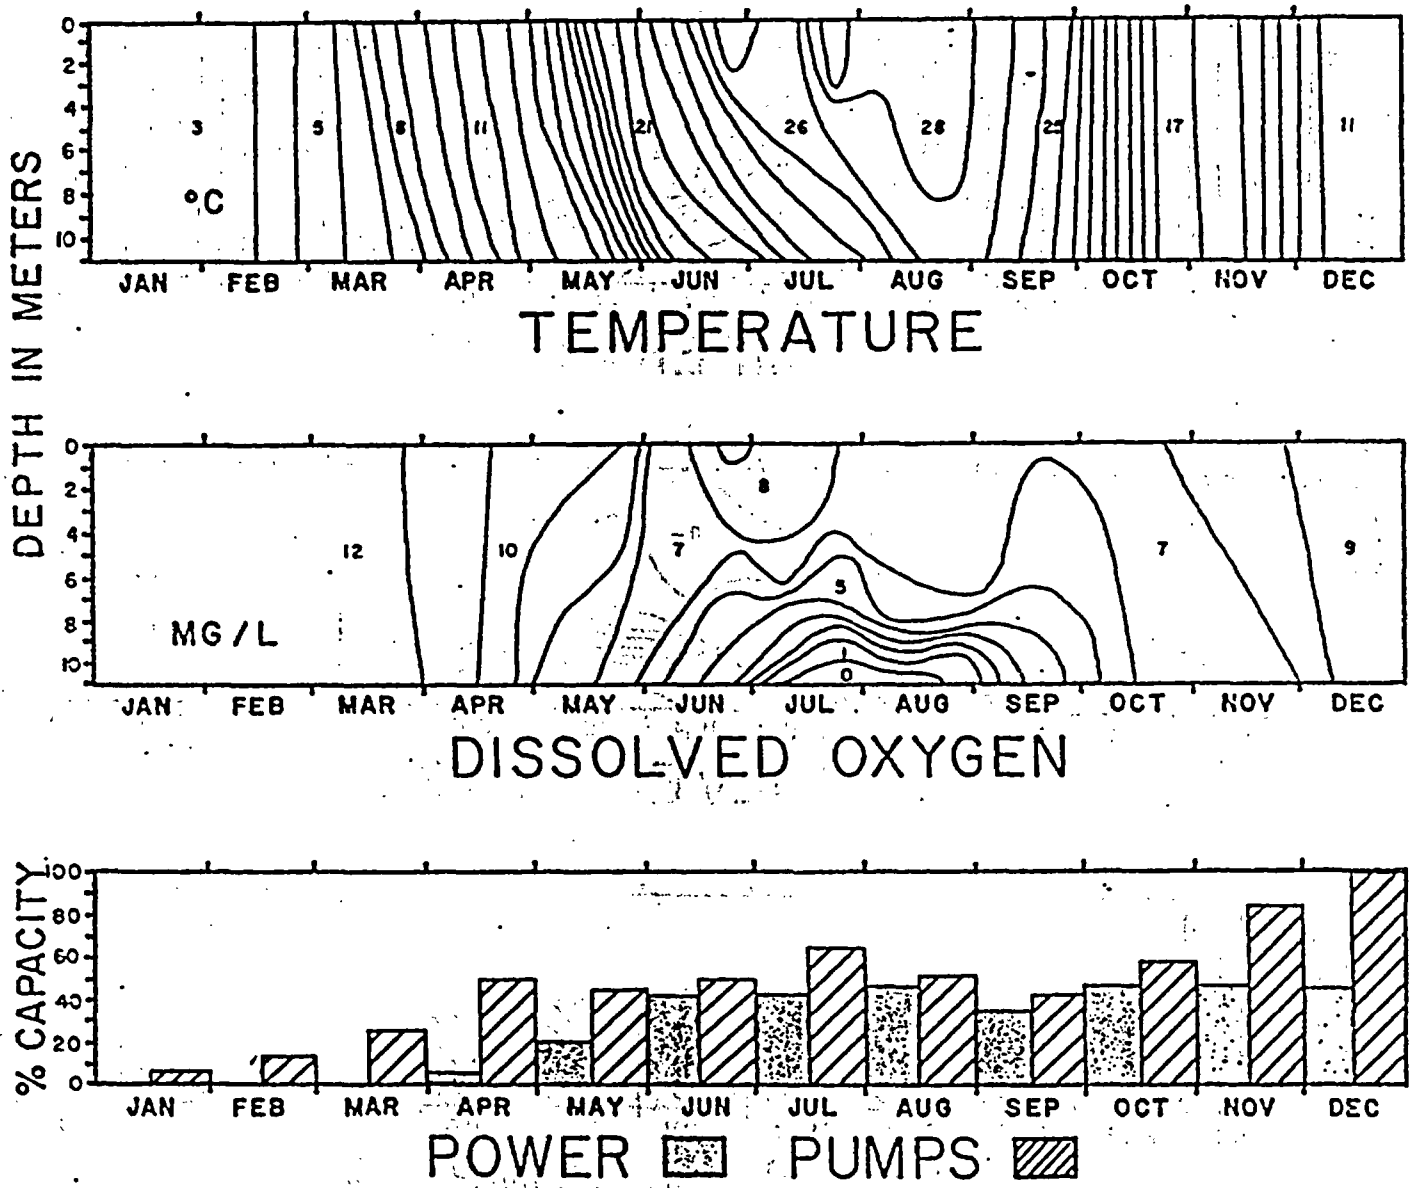 DEPTH IN METERS
0
2
4
6
8
10
3 5 8 11 21 26 28 25 17 11
°C
JAN FEB MAR APR MAY JUN JUL AUG SEP OCT NOV DEC
TEMPERATURE
0
2
4
6
8
10
8
12 10 7 7 9
5
MG/L
1
0
JAN FEB MAR APR MAY JUN JUL AUG SEP OCT NOV DEC
DISSOLVED OXYGEN
% CAPACITY
100
80
60
40
20
0
JAN FEB MAR APR MAY JUN JUL AUG SEP OCT NOV DEC
POWER PUMPS